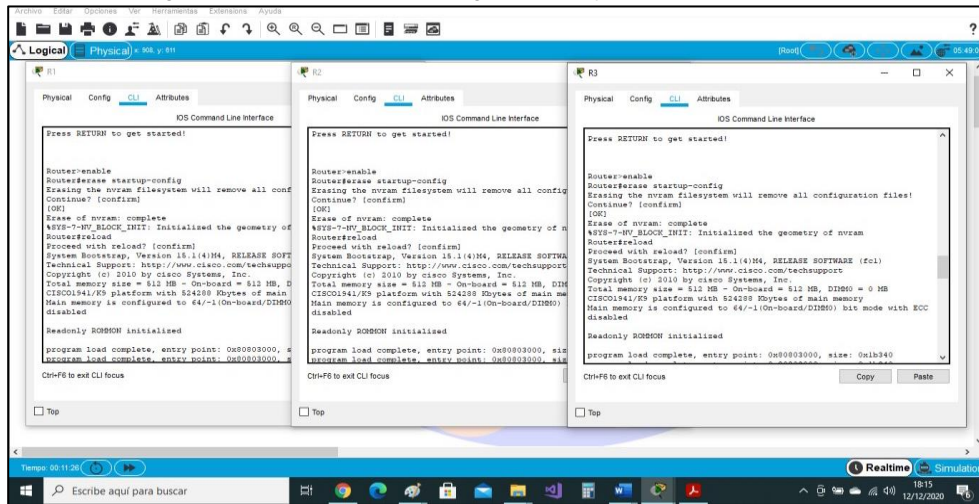 Archivo Editar Opciones Ver Herramientas Extensions Ayuda
?
Logical Physical x: 908, y: 811 [Root] 05:49:0
R1
Physical Config CLI Attributes
IOS Command Line Interface
Press RETURN to get started!
Router>enable
Router#erase startup-config
Erasing the nvram filesystem will remove all conf
Continue? [confirm]
[OK]
Erase of nvram: complete
%SYS-7-NV_BLOCK_INIT: Initialized the geometry of
Router#reload
Proceed with reload? [confirm]
System Bootstrap, Version 15.1(4)M4, RELEASE SOFT
Technical Support: http://www.cisco.com/techsuppo
Copyright (c) 2010 by cisco Systems, Inc.
Total memory size = 512 MB - On-board = 512 MB, D
CISCO1941/K9 platform with 524288 Kbytes of main
Main memory is configured to 64/-1(On-board/DIMM0
disabled
Readonly ROMMON initialized
program load complete, entry point: 0x80803000, s
program load complete, entry point: 0x80803000, s
Ctrl+F6 to exit CLI focus
Top
R2
Physical Config CLI Attributes
IOS Command Line Interface
Press RETURN to get started!
Router>enable
Router#erase startup-config
Erasing the nvram filesystem will remove all config
Continue? [confirm]
[OK]
Erase of nvram: complete
%SYS-7-NV_BLOCK_INIT: Initialized the geometry of n
Router#reload
Proceed with reload? [confirm]
System Bootstrap, Version 15.1(4)M4, RELEASE SOFTWA
Technical Support: http://www.cisco.com/techsupport
Copyright (c) 2010 by cisco Systems, Inc.
Total memory size = 512 MB - On-board = 512 MB, DIM
CISCO1941/K9 platform with 524288 Kbytes of main me
Main memory is configured to 64/-1(On-board/DIMM0)
disabled
Readonly ROMMON initialized
program load complete, entry point: 0x80803000, siz
program load complete, entry point: 0x80803000, siz
Ctrl+F6 to exit CLI focus
Top
R3
Physical Config CLI Attributes
IOS Command Line Interface
Press RETURN to get started!
Router>enable
Router#erase startup-config
Erasing the nvram filesystem will remove all configuration files!
Continue? [confirm]
[OK]
Erase of nvram: complete
%SYS-7-NV_BLOCK_INIT: Initialized the geometry of nvram
Router#reload
Proceed with reload? [confirm]
System Bootstrap, Version 15.1(4)M4, RELEASE SOFTWARE (fc1)
Technical Support: http://www.cisco.com/techsupport
Copyright (c) 2010 by cisco Systems, Inc.
Total memory size = 512 MB - On-board = 512 MB, DIMM0 = 0 MB
CISCO1941/K9 platform with 524288 Kbytes of main memory
Main memory is configured to 64/-1(On-board/DIMM0) bit mode with ECC
disabled
Readonly ROMMON initialized
program load complete, entry point: 0x80803000, size: 0x1b340
Ctrl+F6 to exit CLI focus
Copy Paste
Top
Tiempo: 00:11:26 Realtime Simulation
Escribe aquí para buscar
18:15
12/12/2020